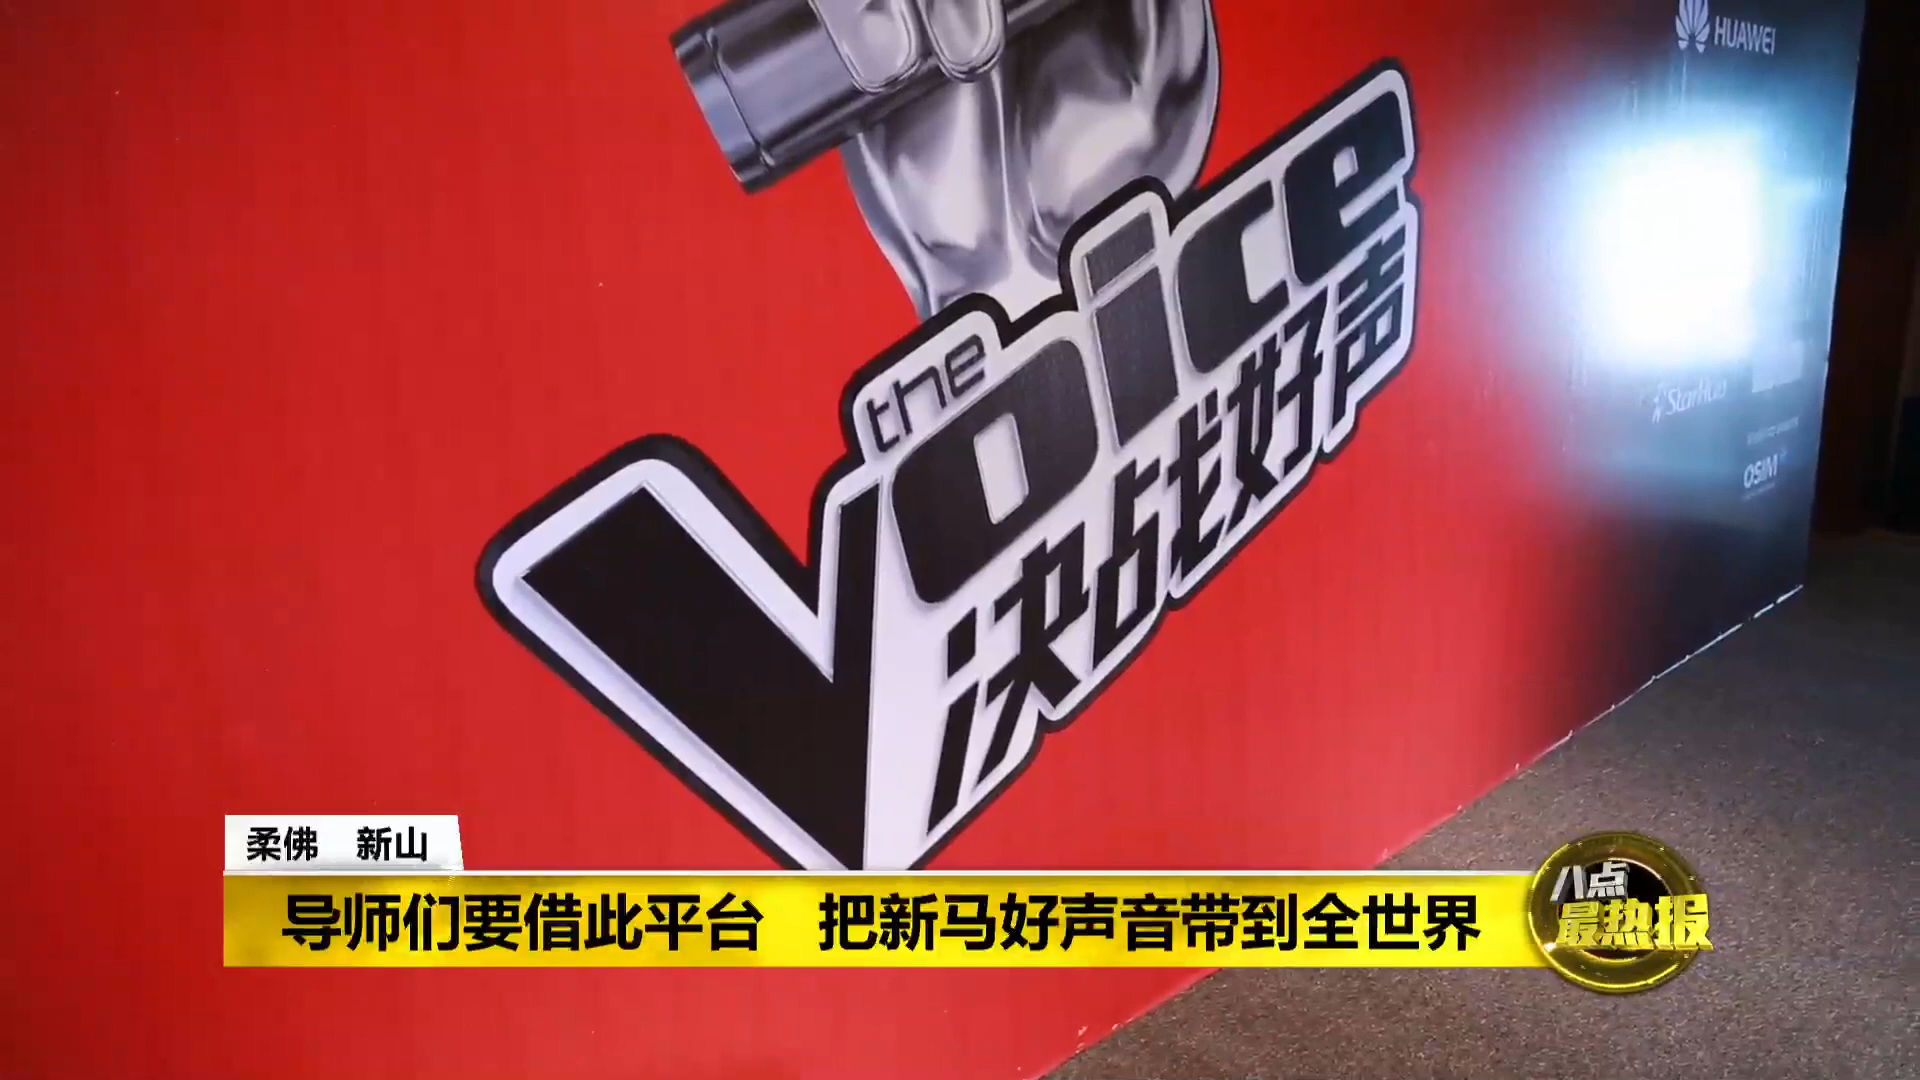 HUAWEI
the
Voice
决战好声
StarHub
OSIM
柔佛 新山
导师们要借此平台 把新马好声音带到全世界
八点
最热报